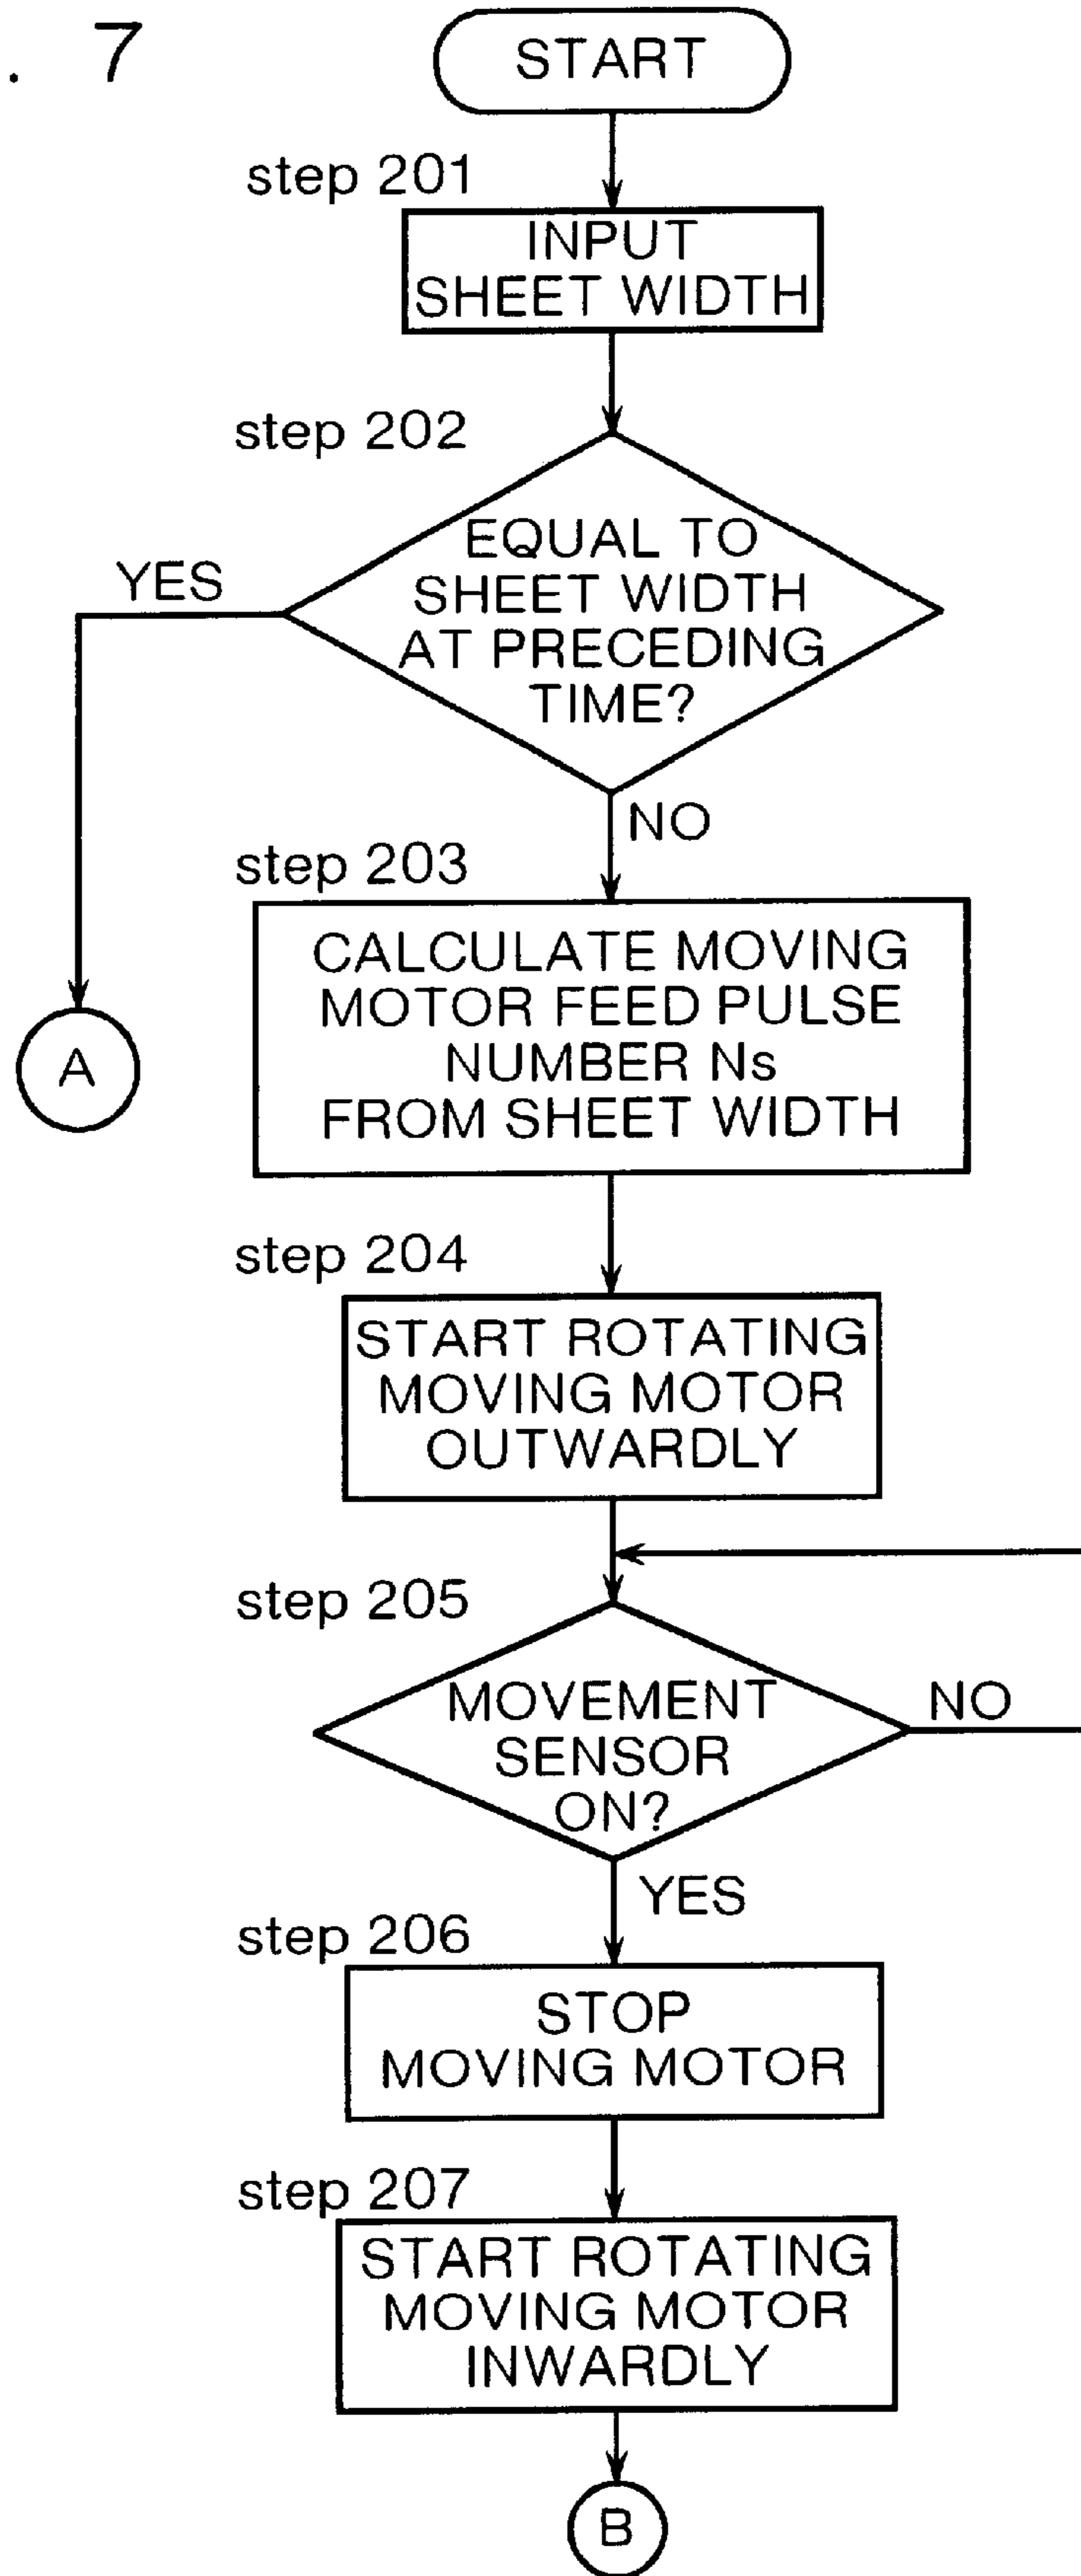 . 7
START
step 201
INPUT
SHEET WIDTH
step 202
EQUAL TO
SHEET WIDTH
AT PRECEDING
TIME?
YES
NO
A
step 203
CALCULATE MOVING
MOTOR FEED PULSE
NUMBER Ns
FROM SHEET WIDTH
step 204
START ROTATING
MOVING MOTOR
OUTWARDLY
step 205
MOVEMENT
SENSOR
ON?
NO
YES
step 206
STOP
MOVING MOTOR
step 207
START ROTATING
MOVING MOTOR
INWARDLY
B